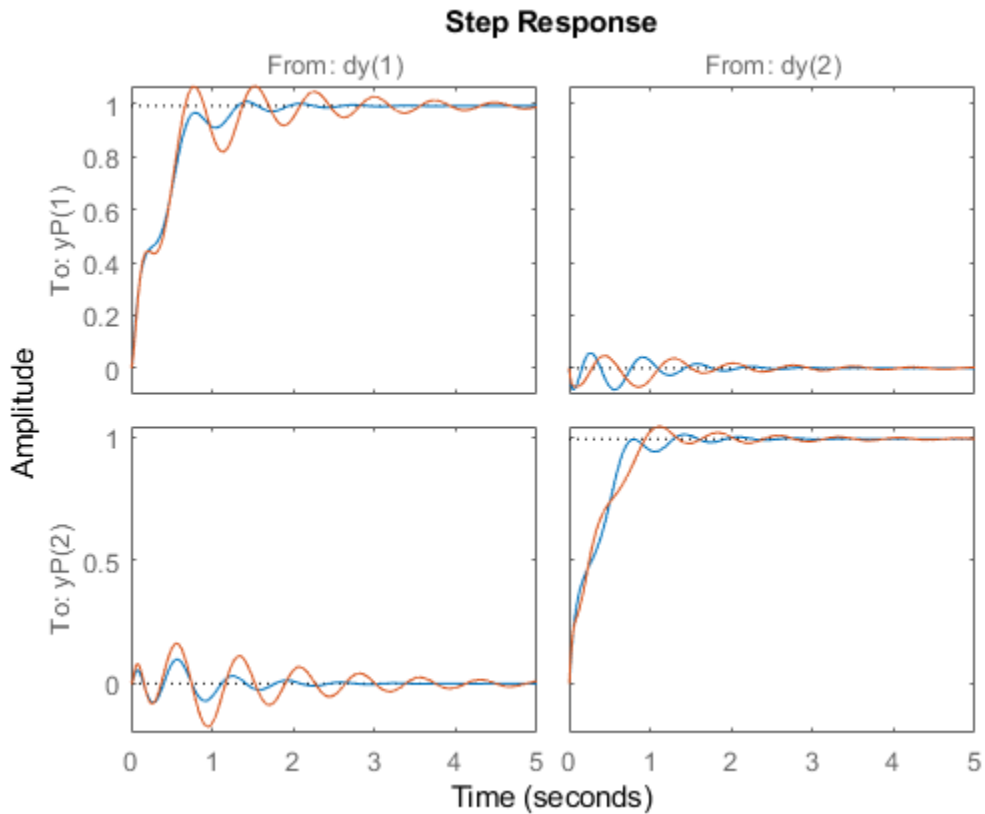 Step Response
From: dy(1)
From: dy(2)
To: yP(1)
1
0.8
0.6
0.4
0.2
0
Amplitude
To: yP(2)
1
0.5
0
0 1 2 3 4 5
0 1 2 3 4 5
Time (seconds)